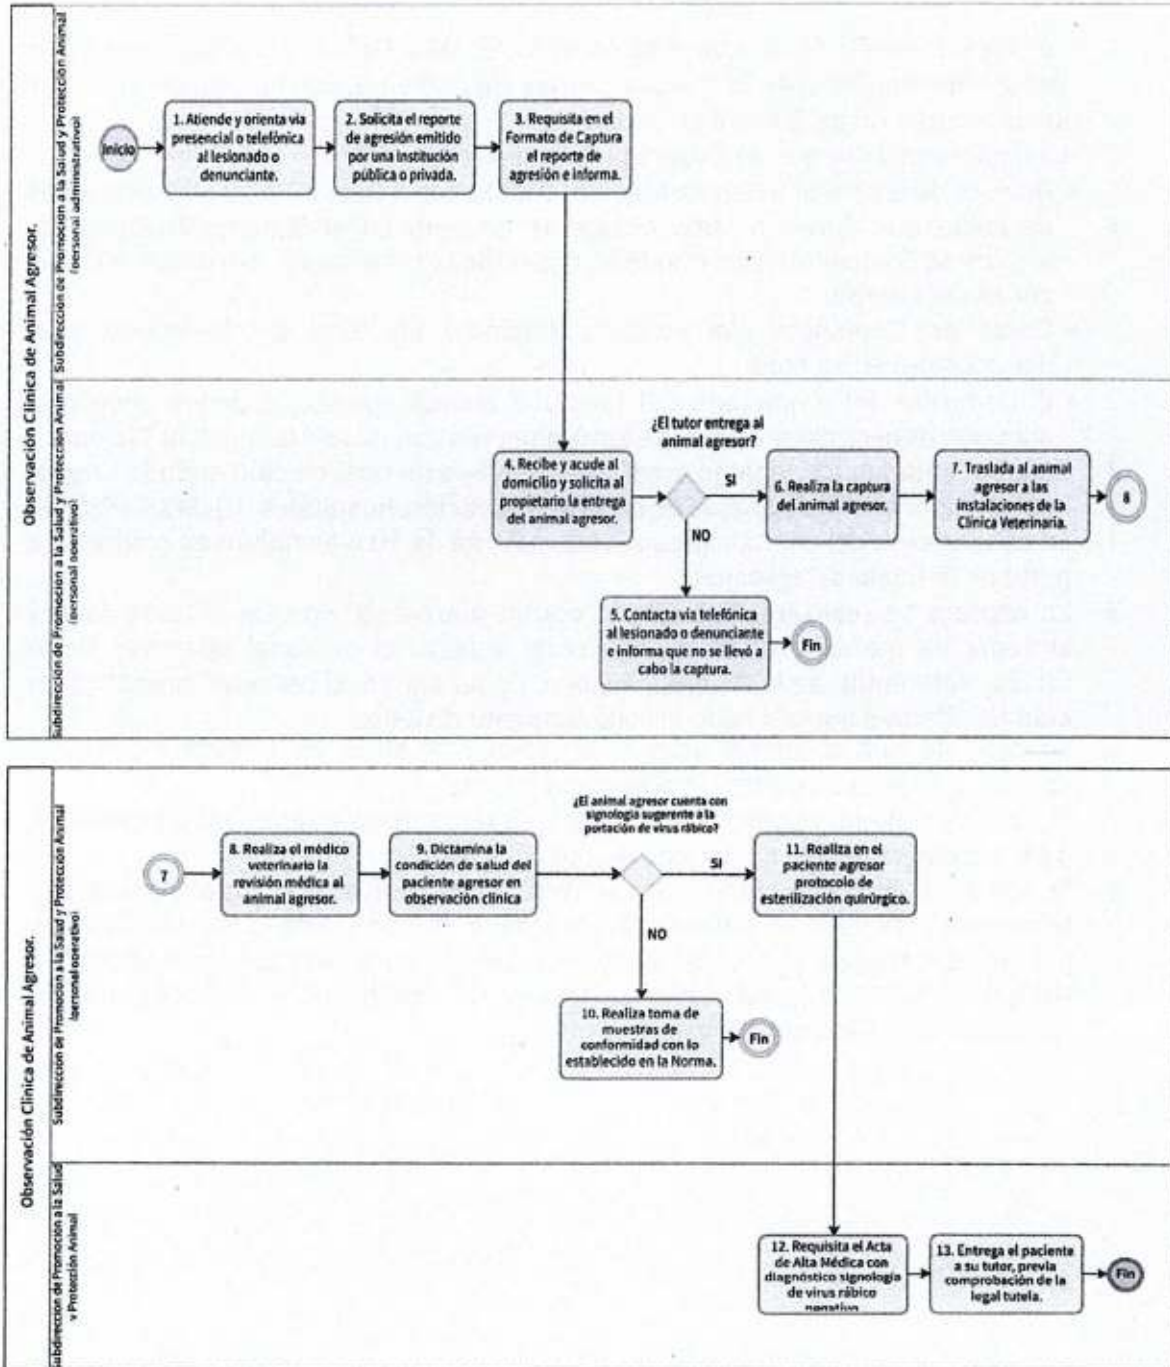 Observación Clínica de Animal Agresor.
Subdirección de Promoción a la Salud y Protección Animal
(personal administrativo)
Inicio
1. Atiende y orienta vía
presencial o telefónica
al lesionado o
denunciante.
2. Solicita el reporte
de agresión emitido
por una Institución
pública o privada.
3. Requisita en el
Formato de Captura
el reporte de
agresión e informa.
Subdirección de Promoción a la Salud y Protección Animal
(personal operativo)
4. Recibe y acude al
domicilio y solicita al
propietario la entrega
del animal agresor.
¿El tutor entrega al
animal agresor?
SI
NO
6. Realiza la captura
del animal agresor.
7. Traslada al animal
agresor a las
instalaciones de la
Clínica Veterinaria.
8
5. Contacta vía telefónica
al lesionado o denunciante
e informa que no se llevó a
cabo la captura.
Fin
Observación Clínica de Animal Agresor.
Subdirección de Promoción a la Salud y Protección Animal
(personal operativo)
7
8. Realiza el médico
veterinario la
revisión médica al
animal agresor.
9. Dictamina la
condición de salud del
paciente agresor en
observación clínica
¿El animal agresor cuenta con
signología sugerente a la
portación de virus rábico?
SI
NO
11. Realiza en el
paciente agresor
protocolo de
esterilización quirúrgico.
10. Realiza toma de
muestras de
conformidad con lo
establecido en la Norma.
Fin
Subdirección de Promoción a la Salud
y Protección Animal
12. Requisita el Acta
de Alta Médica con
diagnóstico signología
de virus rábico
negativo
13. Entrega el paciente
a su tutor, previa
comprobación de la
legal tutela.
Fin